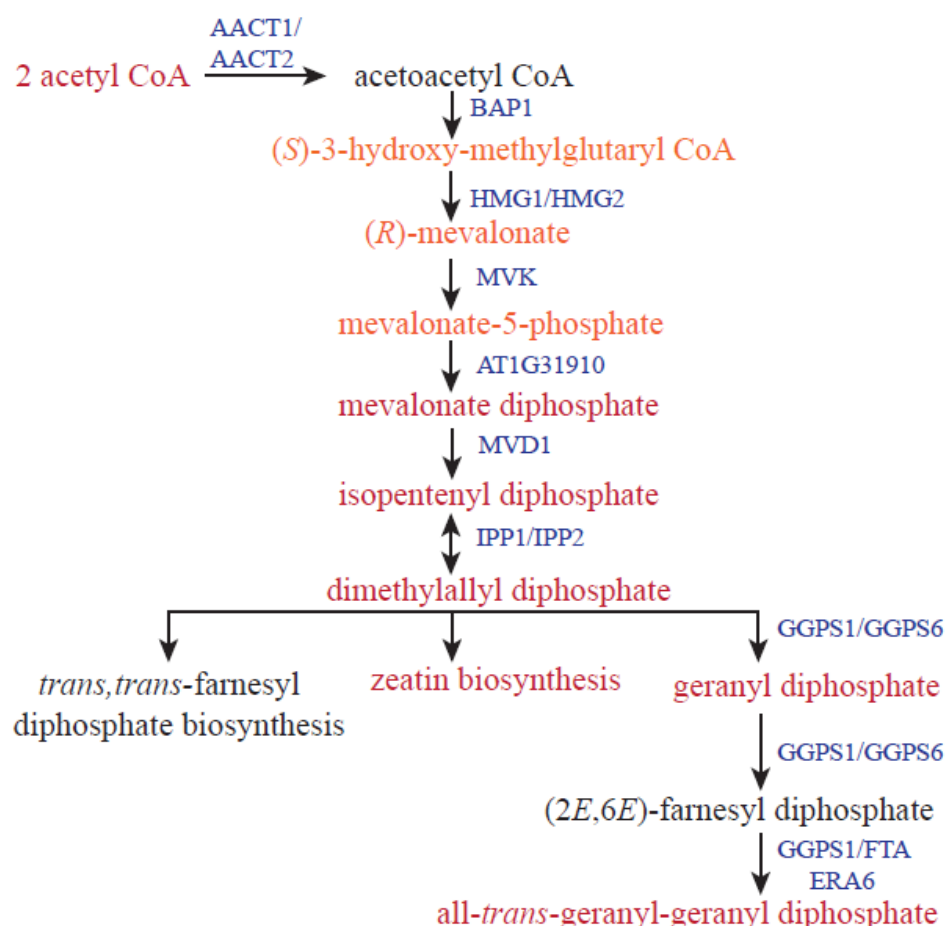 AACT1/
AACT2
2 acetyl CoA
acetoacetyl CoA
BAP1
(S)-3-hydroxy-methylglutaryl CoA
HMG1/HMG2
(R)-mevalonate
MVK
mevalonate-5-phosphate
AT1G31910
mevalonate diphosphate
MVD1
isopentenyl diphosphate
IPP1/IPP2
dimethylallyl diphosphate
GGPS1/GGPS6
trans,trans-farnesyl
diphosphate biosynthesis
zeatin biosynthesis
geranyl diphosphate
GGPS1/GGPS6
(2E,6E)-farnesyl diphosphate
GGPS1/FTA
ERA6
all-trans-geranyl-geranyl diphosphate